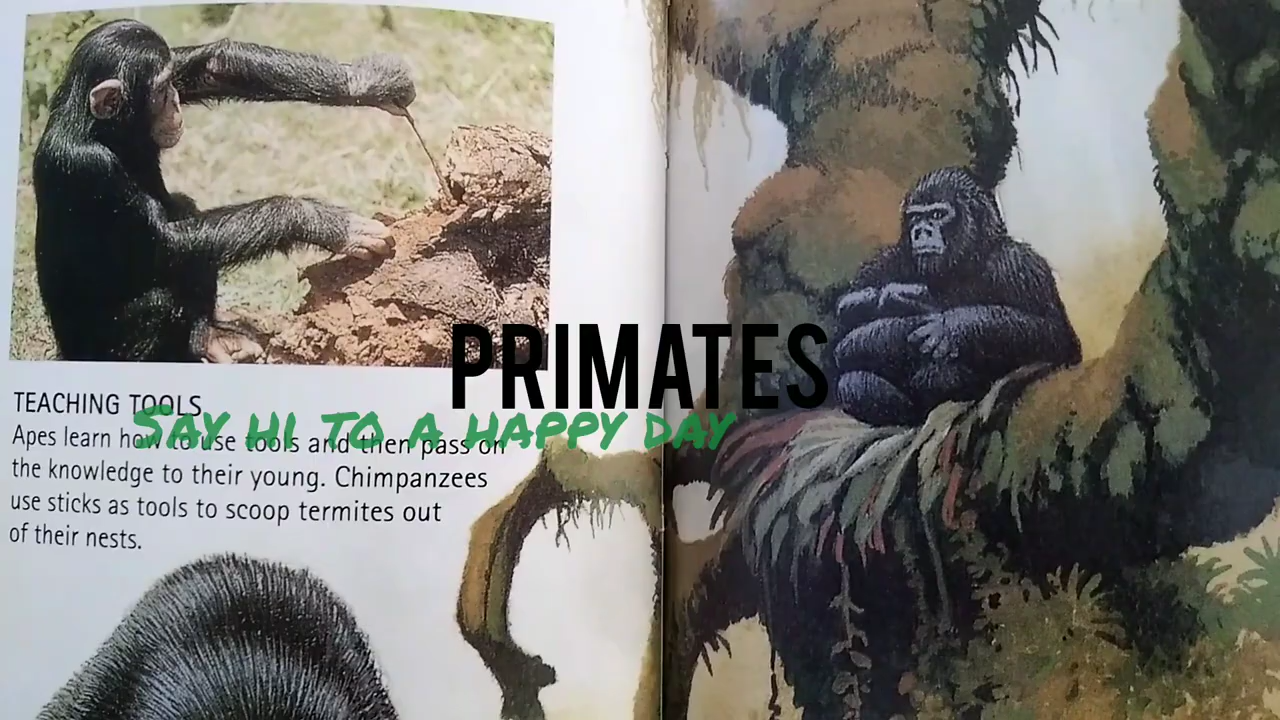 PRIMATES
TEACHING TOOLS
Say hi to a happy day
Apes learn how to use tools and then pass on
the knowledge to their young. Chimpanzees
use sticks as tools to scoop termites out
of their nests.